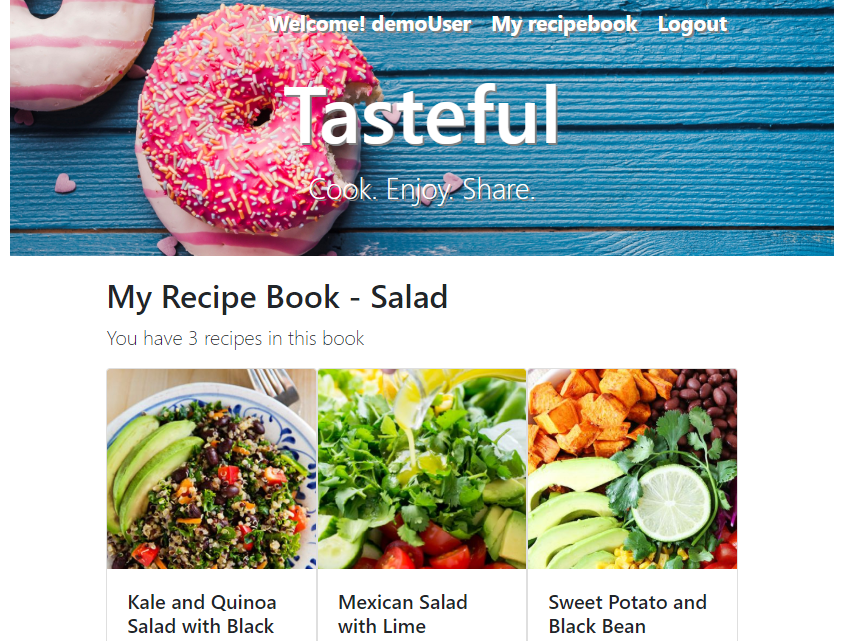 Welcome! demoUser My recipebook Logout
Tasteful
Cook. Enjoy. Share.
My Recipe Book - Salad
You have 3 recipes in this book
Kale and Quinoa Salad with Black
Mexican Salad with Lime
Sweet Potato and Black Bean